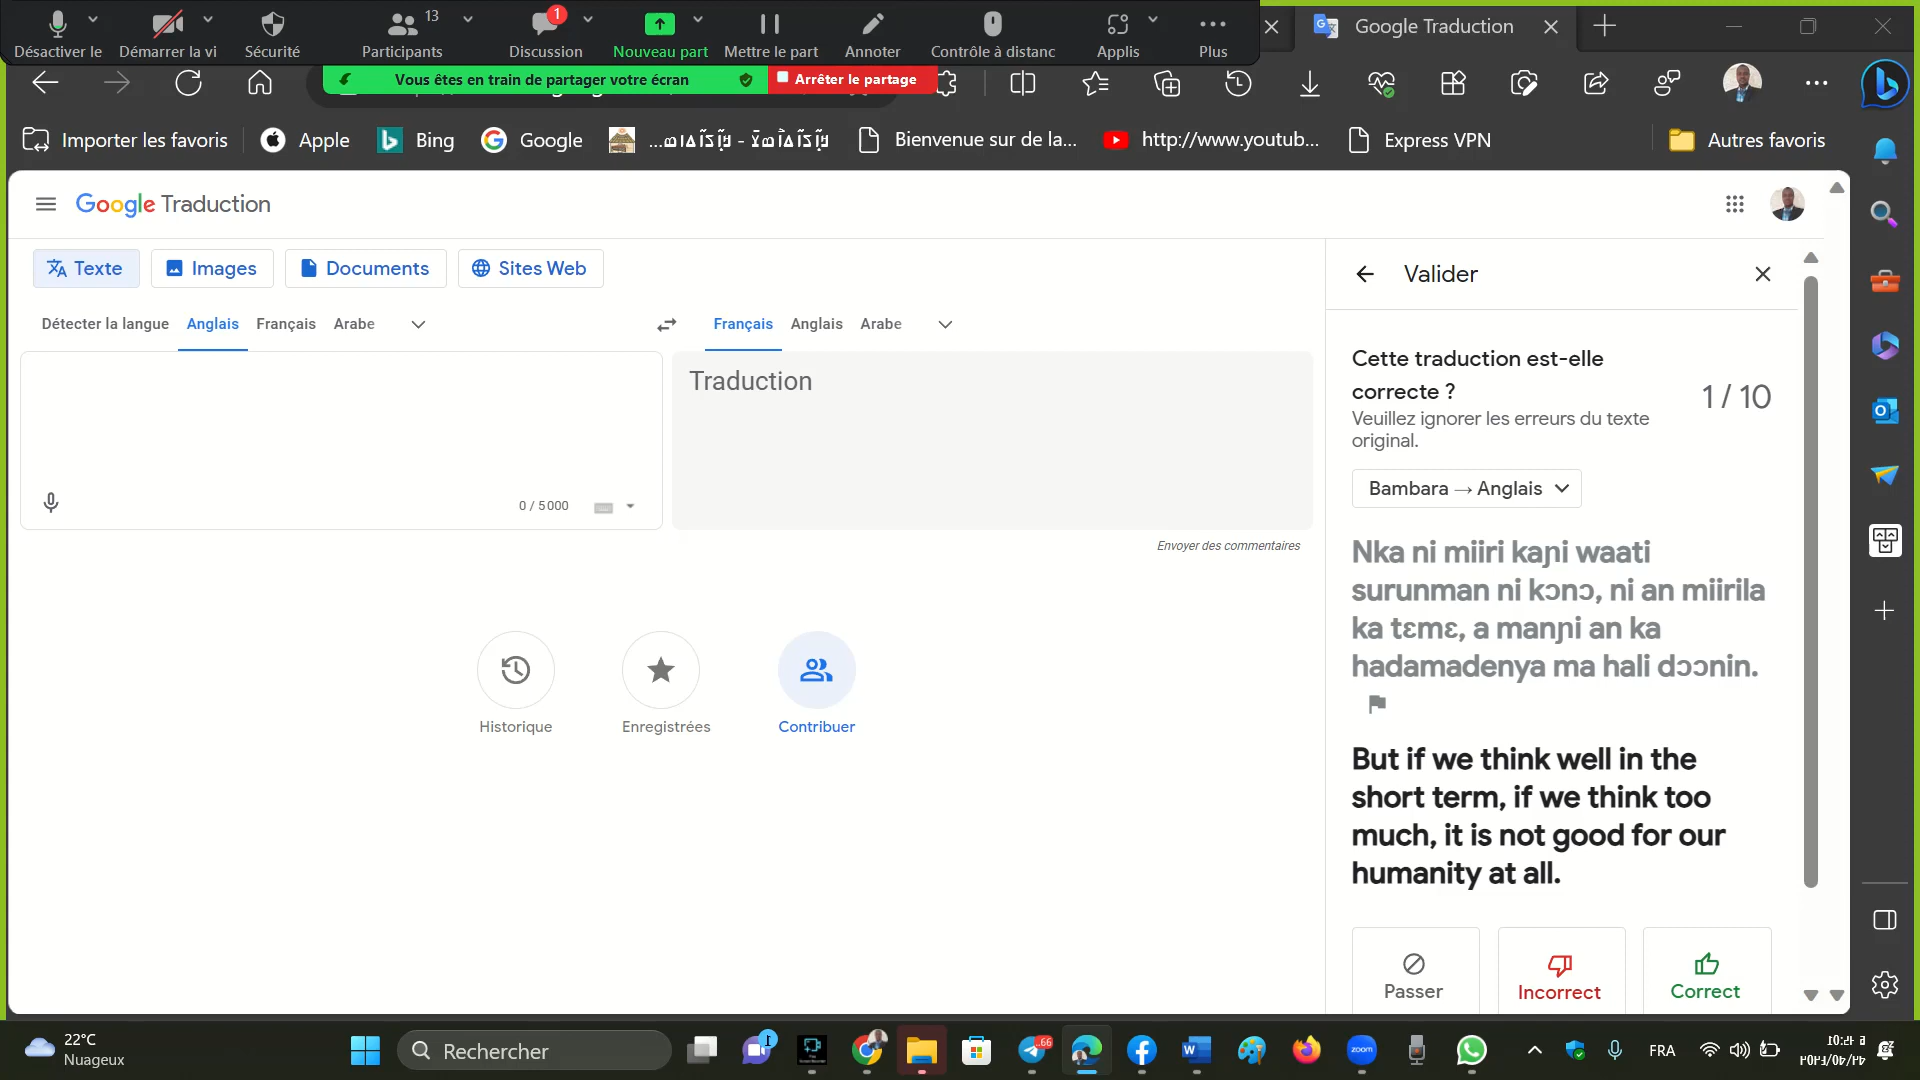 Désactiver le
Démarrer la vi
Sécurité
Participants
13
Discussion
1
Nouveau part
Mettre le part
Annoter
Contrôle à distanc
Applis
Plus
Google Traduction
Vous êtes en train de partager votre écran
Arrêter le partage
Importer les favoris
Apple
Bing
Google
Bienvenue sur de la...
http://www.youtub...
Express VPN
Autres favoris
Google Traduction
Texte
Images
Documents
Sites Web
Détecter la langue
Anglais
Français
Arabe
Français
Anglais
Arabe
Traduction
0 / 5 000
Envoyer des commentaires
Historique
Enregistrées
Contribuer
Valider
Cette traduction est-elle
correcte ?
1 / 10
Veuillez ignorer les erreurs du texte
original.
Bambara → Anglais
Nka ni miiri kaɲi waati
surunman ni kɔnɔ, ni an miirila
ka tɛmɛ, a manɲi an ka
hadamadenya ma hali dɔɔnin.
But if we think well in the
short term, if we think too
much, it is not good for our
humanity at all.
Passer
Incorrect
Correct
22°C
Nuageux
Rechercher
1
66
zoom
FRA